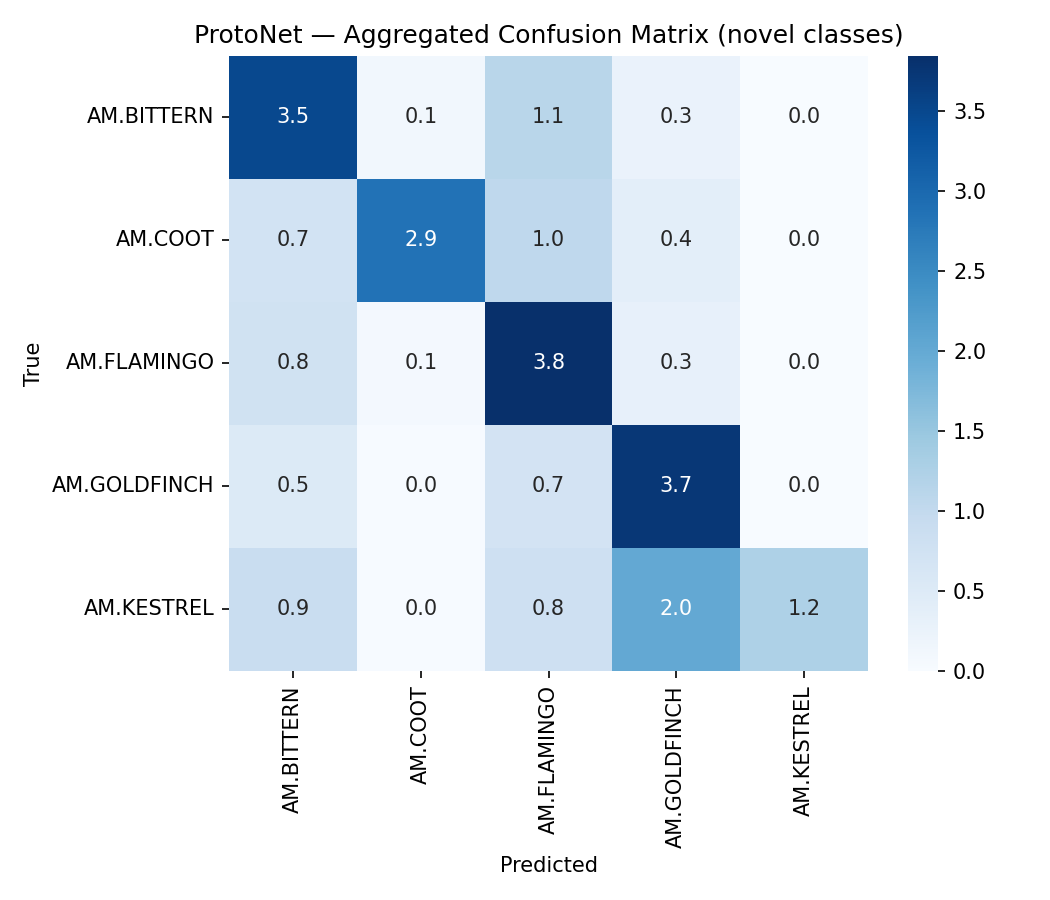 ProtoNet — Aggregated Confusion Matrix (novel classes)
AM.BITTERN 3.5 0.1 1.1 0.3 0.0
AM.COOT 0.7 2.9 1.0 0.4 0.0
AM.FLAMINGO 0.8 0.1 3.8 0.3 0.0
AM.GOLDFINCH 0.5 0.0 0.7 3.7 0.0
AM.KESTREL 0.9 0.0 0.8 2.0 1.2
True
AM.BITTERN
AM.COOT
AM.FLAMINGO
AM.GOLDFINCH
AM.KESTREL
Predicted
3.5
3.0
2.5
2.0
1.5
1.0
0.5
0.0